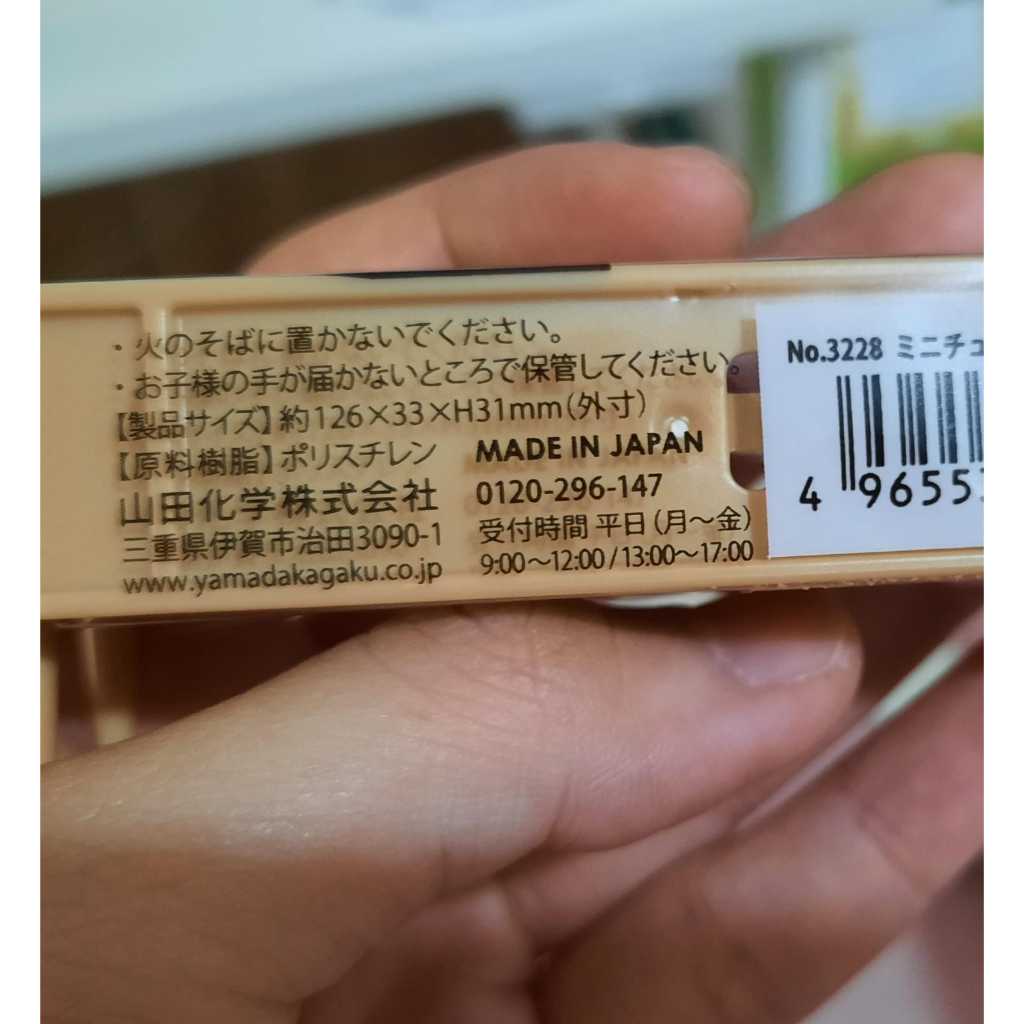 ・火のそばに置かないでください。
・お子様の手が届かないところで保管してください。
【製品サイズ】約126×33×H31mm（外寸）
【原料樹脂】ポリスチレン
山田化学株式会社
三重県伊賀市治田3090-1
www.yamadakagaku.co.jp
MADE IN JAPAN
0120-296-147
受付時間 平日（月～金）
9:00～12:00 / 13:00～17:00
No.3228 ミニチュ
4 96553